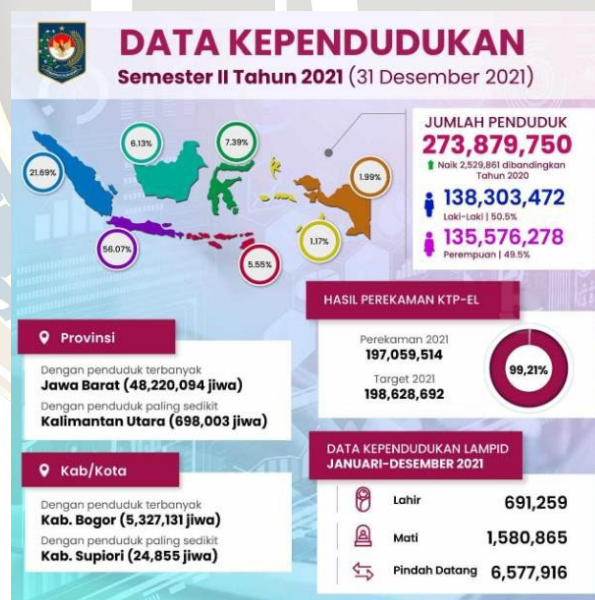 DATA KEPENDUDUKAN
Semester II Tahun 2021 (31 Desember 2021)
21.69%
6.13%
7.39%
1.99%
56.07%
5.55%
1.17%
JUMLAH PENDUDUK
273,879,750
Naik 2,529,861 dibandingkan
Tahun 2020
138,303,472
Laki-Laki | 50.5%
135,576,278
Perempuan | 49.5%
HASIL PEREKAMAN KTP-EL
Perekaman 2021
197,059,514
Target 2021
198,628,692
99,21%
Provinsi
Dengan penduduk terbanyak
Jawa Barat (48,220,094 jiwa)
Dengan penduduk paling sedikit
Kalimantan Utara (698,003 jiwa)
Kab/Kota
Dengan penduduk terbanyak
Kab. Bogor (5,327,131 jiwa)
Dengan penduduk paling sedikit
Kab. Supiori (24,855 jiwa)
DATA KEPENDUDUKAN LAMPID
JANUARI-DESEMBER 2021
Lahir 691,259
Mati 1,580,865
Pindah Datang 6,577,916